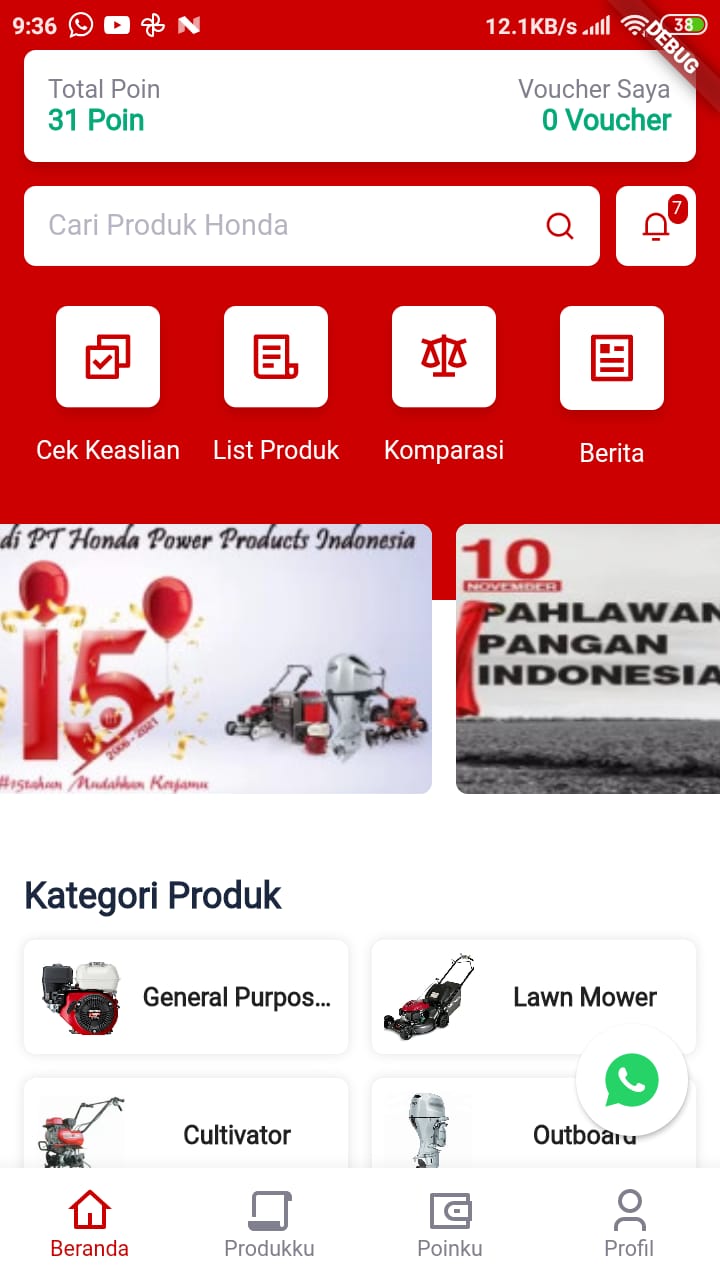 9:36
12.1KB/s
38
DEBUG
Total Poin
Voucher Saya
31 Poin
0 Voucher
Cari Produk Honda
7
Cek Keaslian
List Produk
Komparasi
Berita
di PT Honda Power Products Indonesia
15
2006 - 2021
#15tahun Mudahkan Kerjamu
10
NOVEMBER
PAHLAWAN
PANGAN
INDONESIA
Kategori Produk
General Purpos...
Lawn Mower
Cultivator
Outboard
Beranda
Produkku
Poinku
Profil